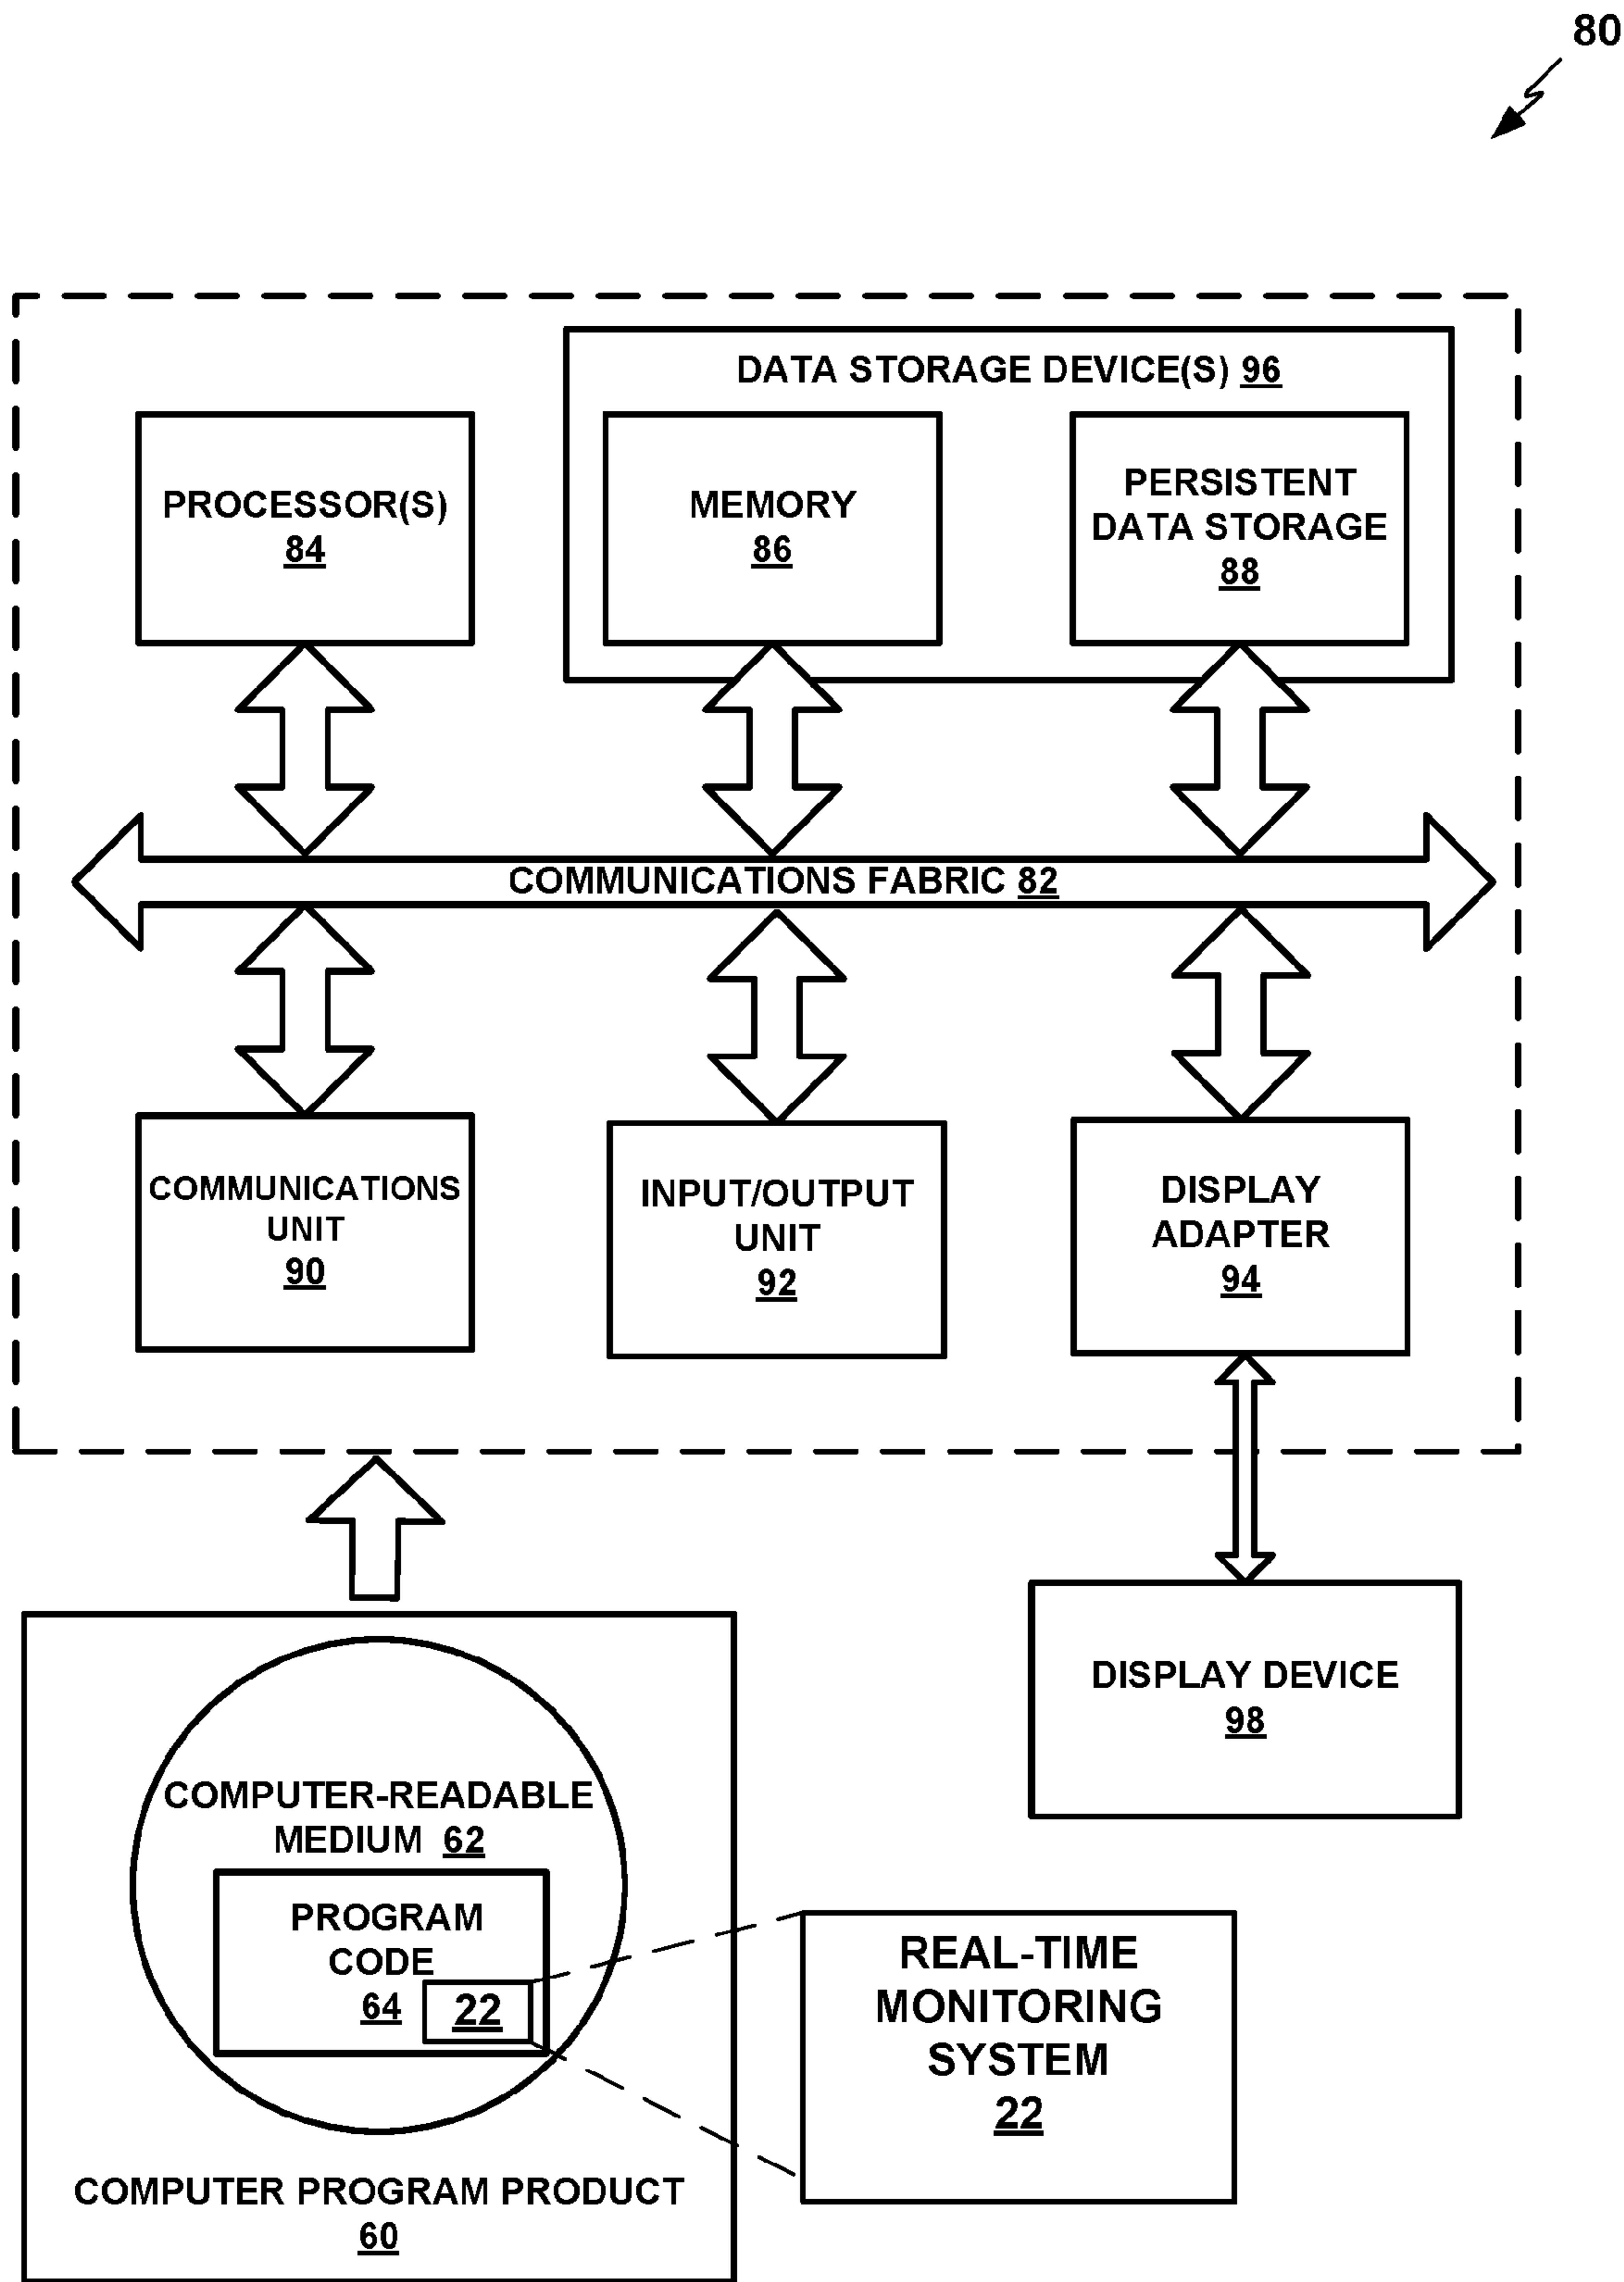 80
DATA STORAGE DEVICE(S) 96
PROCESSOR(S)
84
MEMORY
86
PERSISTENT
DATA STORAGE
88
COMMUNICATIONS FABRIC 82
COMMUNICATIONS
UNIT
90
INPUT/OUTPUT
UNIT
92
DISPLAY
ADAPTER
94
DISPLAY DEVICE
98
COMPUTER-READABLE
MEDIUM 62
PROGRAM
CODE
64
22
REAL-TIME
MONITORING
SYSTEM
22
COMPUTER PROGRAM PRODUCT
60